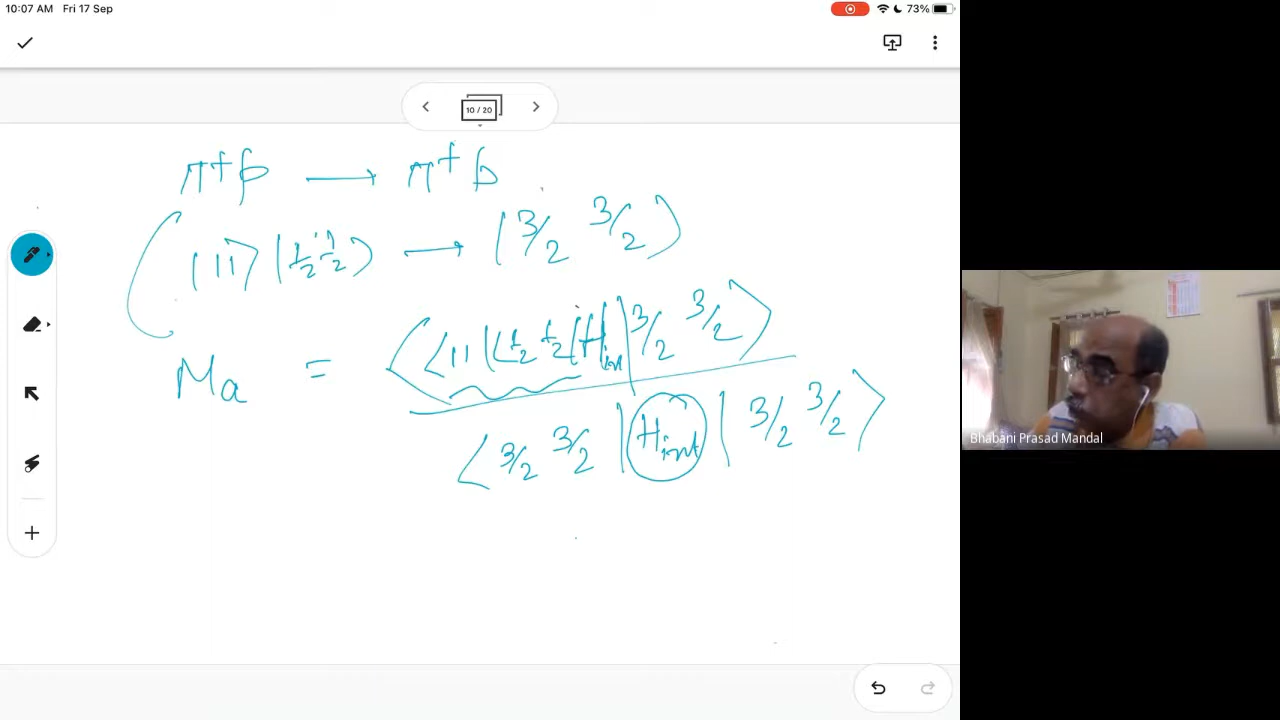 10:07 AM Fri 17 Sep
73%
10 / 20
π⁺p ⟶ π⁺p
|11⟩ |½ ½⟩ ⟶ |3/2 3/2⟩
Ma = ⟨⟨11|⟨½ ½|Hint|3/2 3/2⟩
⟨3/2 3/2 |Hint| 3/2 3/2⟩
Bhabani Prasad Mandal